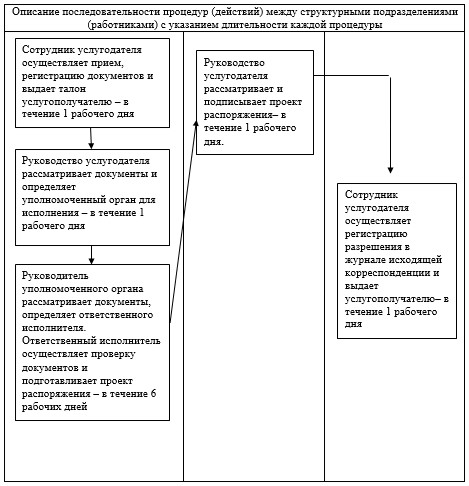 Описание последовательности процедур (действий) между структурными подразделениями
(работниками) с указанием длительности каждой процедуры
Сотрудник услугодателя
осуществляет прием,
регистрацию документов и
выдает талон
услугополучателю – в
течение 1 рабочего дня
Руководство услугодателя
рассматривает документы и
определяет
уполномоченный орган для
исполнения – в течение 1
рабочего дня
Руководитель
уполномоченного органа
рассматривает документы,
определяет ответственного
исполнителя.
Ответственный исполнитель
осуществляет проверку
документов и
подготавливает проект
распоряжения – в течение 6
рабочих дней
Руководство
услугодателя
рассматривает и
подписывает проект
распоряжения– в
течение 1 рабочего
дня.
Сотрудник
услугодателя
осуществляет
регистрацию
разрешения в
журнале исходящей
корреспонденции и
выдает
услугополучателю– в
течение 1 рабочего
дня